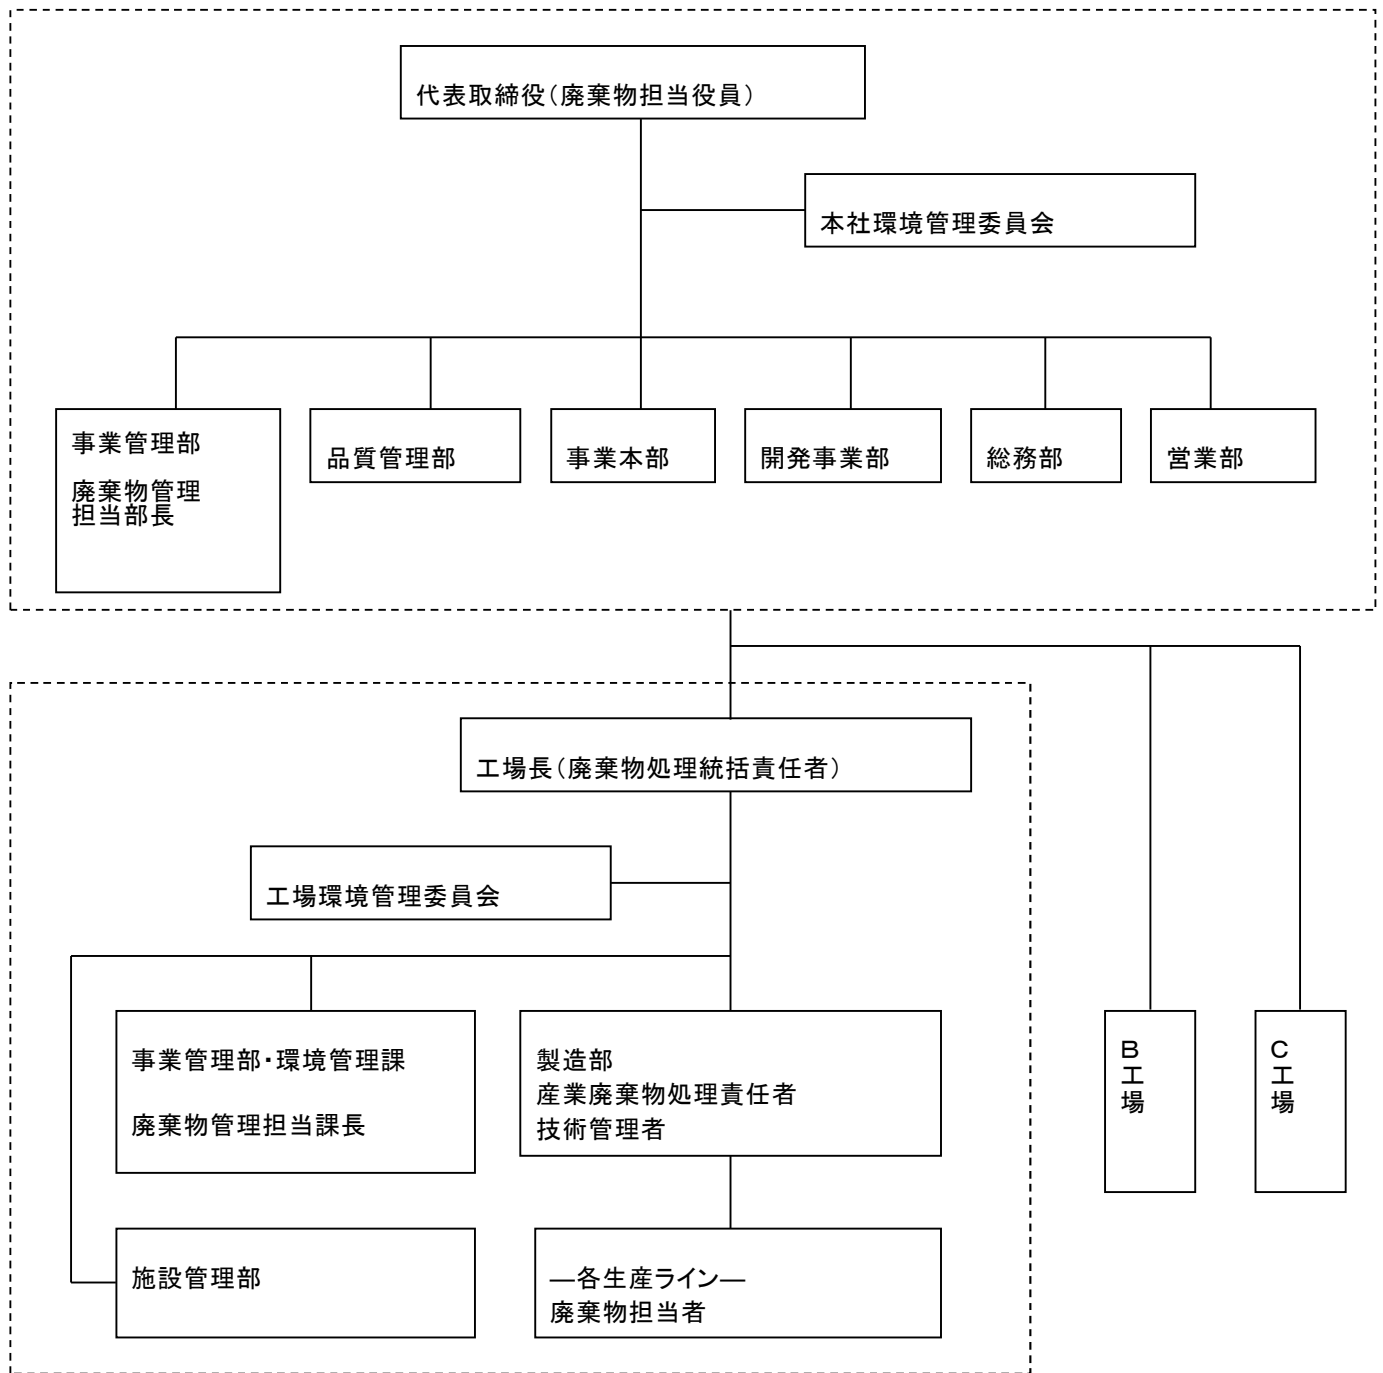 代表取締役(廃棄物担当役員)
本社環境管理委員会
事業管理部
廃棄物管理
担当部長
品質管理部
事業本部
開発事業部
総務部
営業部
工場長(廃棄物処理統括責任者)
工場環境管理委員会
事業管理部・環境管理課
廃棄物管理担当課長
製造部
産業廃棄物処理責任者
技術管理者
B工場
C工場
施設管理部
―各生産ライン―
廃棄物担当者